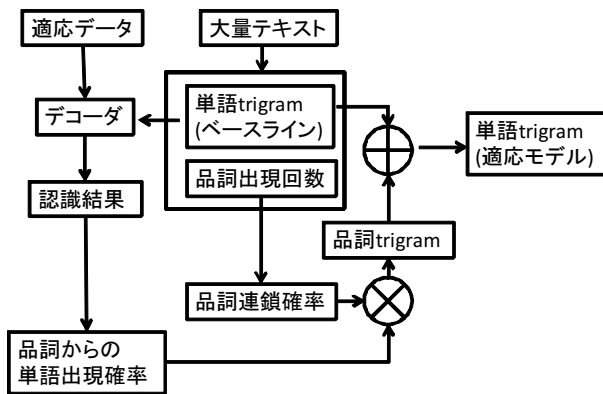 適応データ
大量テキスト
単語trigram
(ベースライン)
単語trigram
(適応モデル)
デコーダ
品詞出現回数
認識結果
品詞trigram
品詞連鎖確率
品詞からの
単語出現確率